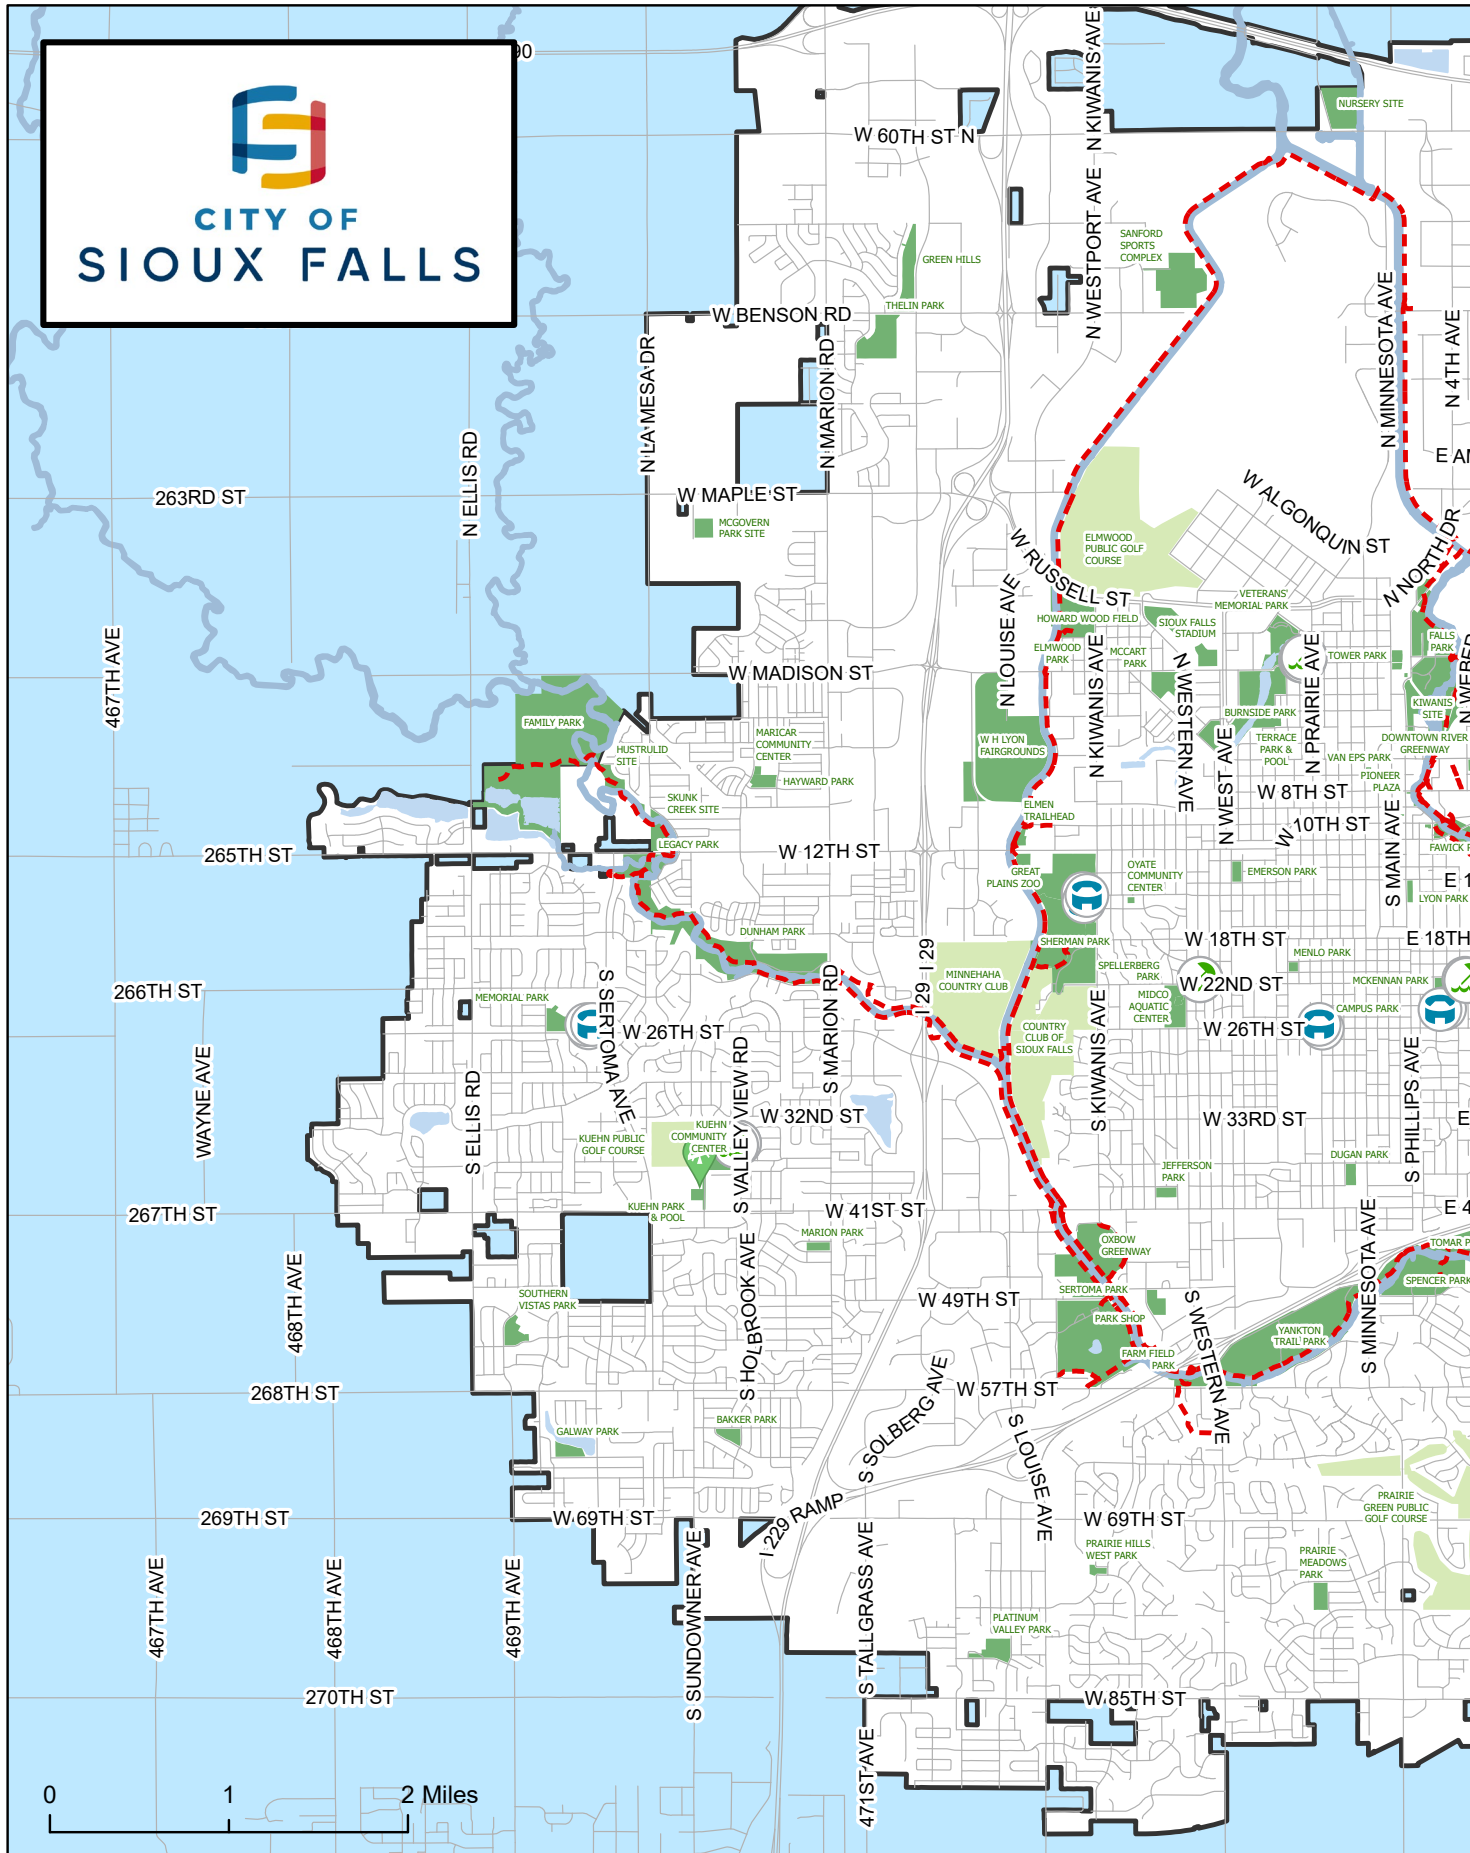 90
CITY OF
SIOUX FALLS
N KIWANIS AVE
NURSERY SITE
W 60TH ST N
N WESTPORT AVE
SANFORD
SPORTS
COMPLEX
GREEN HILLS
THELIN PARK
W BENSON RD
N MINNESOTA AVE
N 4TH AVE
N LA MESA DR
N MARION RD
N ELLIS RD
263RD ST
W MAPLE ST
MCGOVERN
PARK SITE
W ALGONQUIN ST
ELMWOOD
PUBLIC GOLF
COURSE
W RUSSELL ST
N NORTH DR
N LOUISE AVE
VETERANS'
MEMORIAL PARK
HOWARD WOOD FIELD
SIOUX FALLS
STADIUM
FALLS
PARK
467TH AVE
ELMWOOD
PARK
MCCART
PARK
TOWER PARK
N WEBER
W MADISON ST
N KIWANIS AVE
N WESTERN AVE
N PRAIRIE AVE
FAMILY PARK
HUSTRULID
SITE
MARICAR
COMMUNITY
CENTER
HAYWARD PARK
W H LYON
FAIRGROUNDS
BURNSIDE PARK
KIWANIS
SITE
N WEST AVE
TERRACE
PARK &
POOL
DOWNTOWN RIVER
GREENWAY
VAN EPS PARK
PIONEER
PLAZA
SKUNK
CREEK SITE
W 8TH ST
ELMEN
TRAILHEAD
W 10TH ST
LEGACY PARK
265TH ST
W 12TH ST
S MAIN AVE
GREAT
PLAINS ZOO
OYATE
COMMUNITY
CENTER
EMERSON PARK
LYON PARK
DUNHAM PARK
SHERMAN PARK
W 18TH ST
E 18TH
I 29
I 29
MENLO PARK
SPELLERBERG
PARK
MINNEHAHA
COUNTRY CLUB
MCKENNAN PARK
W 22ND ST
266TH ST
MEMORIAL PARK
S SERTOMA AVE
S MARION RD
MIDCO
AQUATIC
CENTER
CAMPUS PARK
W 26TH ST
W 26TH ST
S KIWANIS AVE
COUNTRY
CLUB OF
SIOUX FALLS
WAYNE AVE
S ELLIS RD
S VALLEY VIEW RD
S PHILLIPS AVE
W 32ND ST
W 33RD ST
KUEHN PUBLIC
GOLF COURSE
KUEHN
COMMUNITY
CENTER
DUGAN PARK
JEFFERSON
PARK
KUEHN PARK
& POOL
267TH ST
W 41ST ST
E 4
MARION PARK
S MINNESOTA AVE
OXBOW
GREENWAY
468TH AVE
S HOLBROOK AVE
SERTOMA PARK
SPENCER PARK
SOUTHERN
VISTAS PARK
W 49TH ST
PARK SHOP
S WESTERN AVE
YANKTON
TRAIL PARK
FARM FIELD
PARK
268TH ST
W 57TH ST
S SOLBERG AVE
GALWAY PARK
BAKKER PARK
S LOUISE AVE
I 229 RAMP
PRAIRIE
GREEN PUBLIC
GOLF COURSE
269TH ST
W 69TH ST
W 69TH ST
PRAIRIE HILLS
WEST PARK
PRAIRIE
MEADOWS
PARK
467TH AVE
468TH AVE
469TH AVE
S SUNDOWNER AVE
S TALLGRASS AVE
PLATINUM
VALLEY PARK
270TH ST
W 85TH ST
471ST AVE
0 1 2 Miles